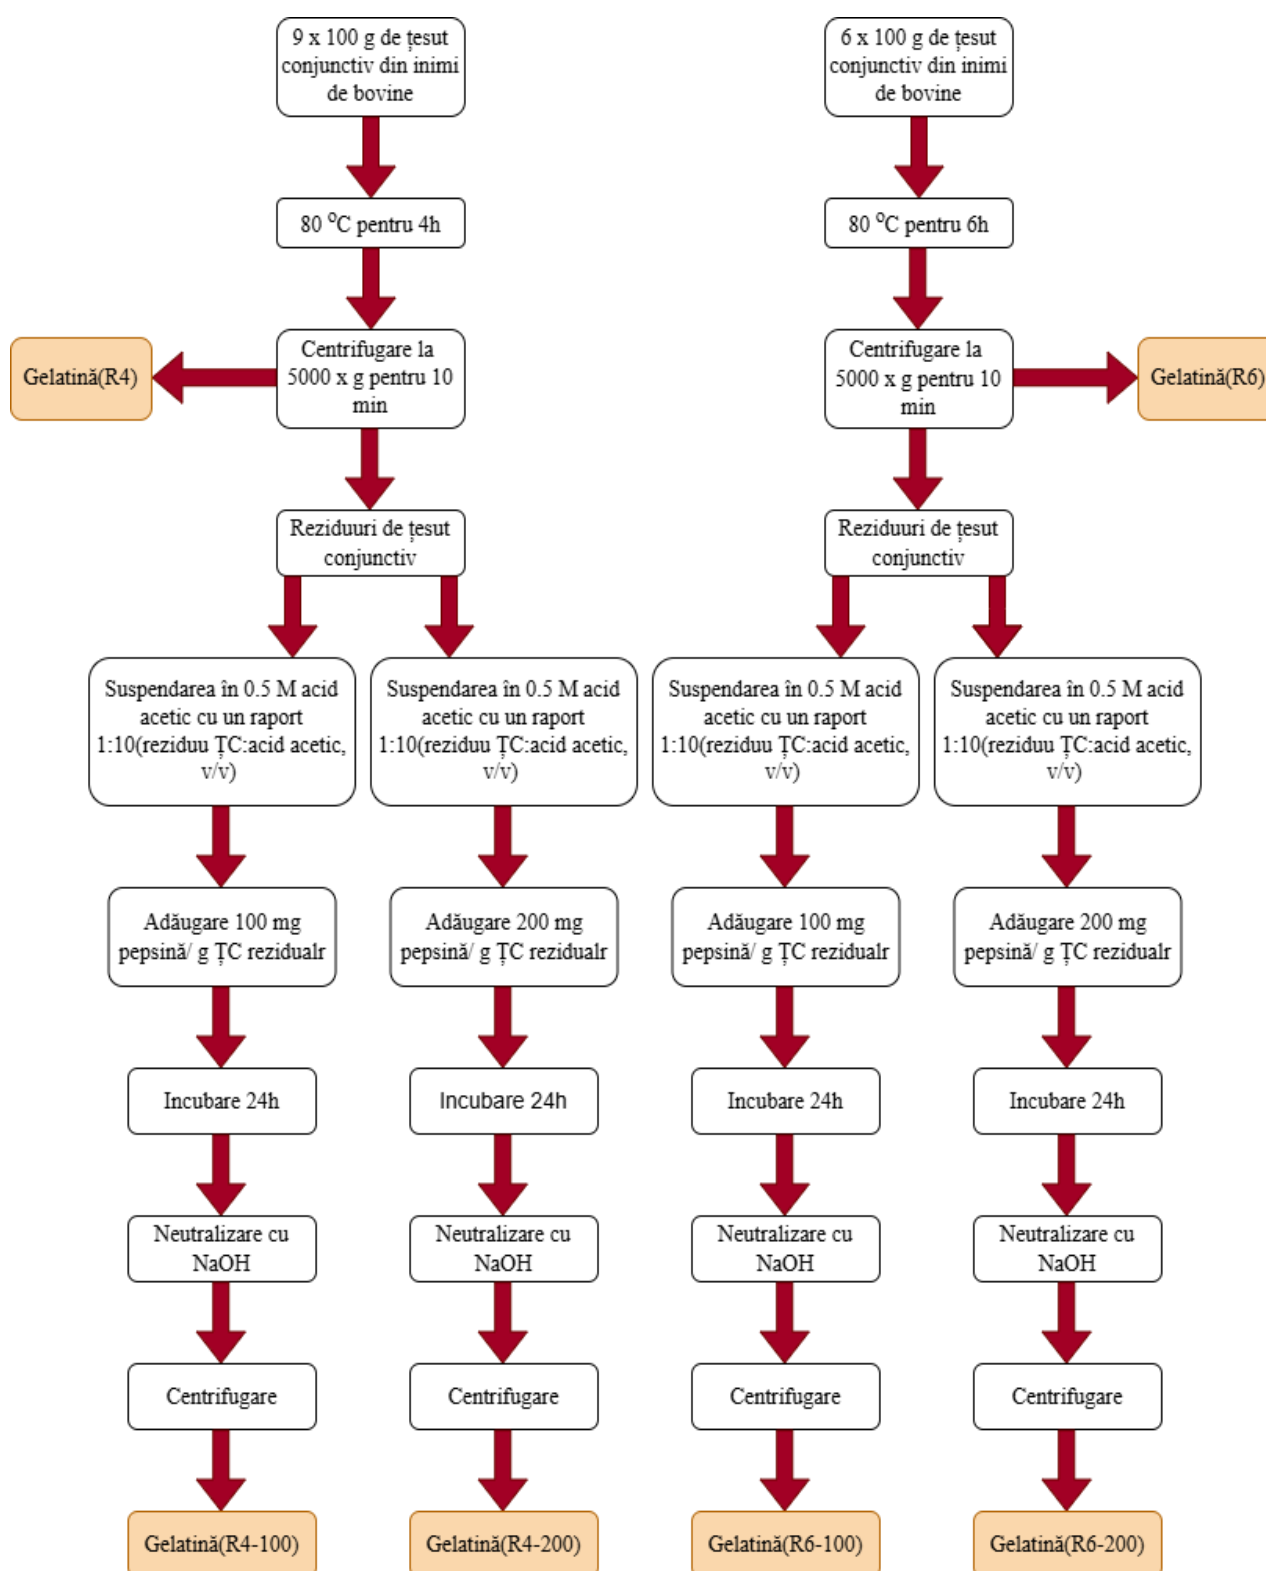 9 x 100 g de țesut
conjunctiv din inimi
de bovine
6 x 100 g de țesut
conjunctiv din inimi
de bovine
80 °C pentru 4h
80 °C pentru 6h
Gelatină(R4)
Centrifugare la
5000 x g pentru 10
min
Centrifugare la
5000 x g pentru 10
min
Gelatină(R6)
Reziduuri de țesut
conjunctiv
Reziduuri de țesut
conjunctiv
Suspendarea în 0.5 M acid
acetic cu un raport
1:10(reziduu ȚC:acid acetic,
v/v)
Suspendarea în 0.5 M acid
acetic cu un raport
1:10(reziduu ȚC:acid acetic,
v/v)
Suspendarea în 0.5 M acid
acetic cu un raport
1:10(reziduu ȚC:acid acetic,
v/v)
Suspendarea în 0.5 M acid
acetic cu un raport
1:10(reziduu ȚC:acid acetic,
v/v)
Adăugare 100 mg
pepsină/ g ȚC rezidualr
Adăugare 200 mg
pepsină/ g ȚC rezidualr
Adăugare 100 mg
pepsină/ g ȚC rezidualr
Adăugare 200 mg
pepsină/ g ȚC rezidualr
Incubare 24h
Incubare 24h
Incubare 24h
Incubare 24h
Neutralizare cu
NaOH
Neutralizare cu
NaOH
Neutralizare cu
NaOH
Neutralizare cu
NaOH
Centrifugare
Centrifugare
Centrifugare
Centrifugare
Gelatină(R4-100)
Gelatină(R4-200)
Gelatină(R6-100)
Gelatină(R6-200)